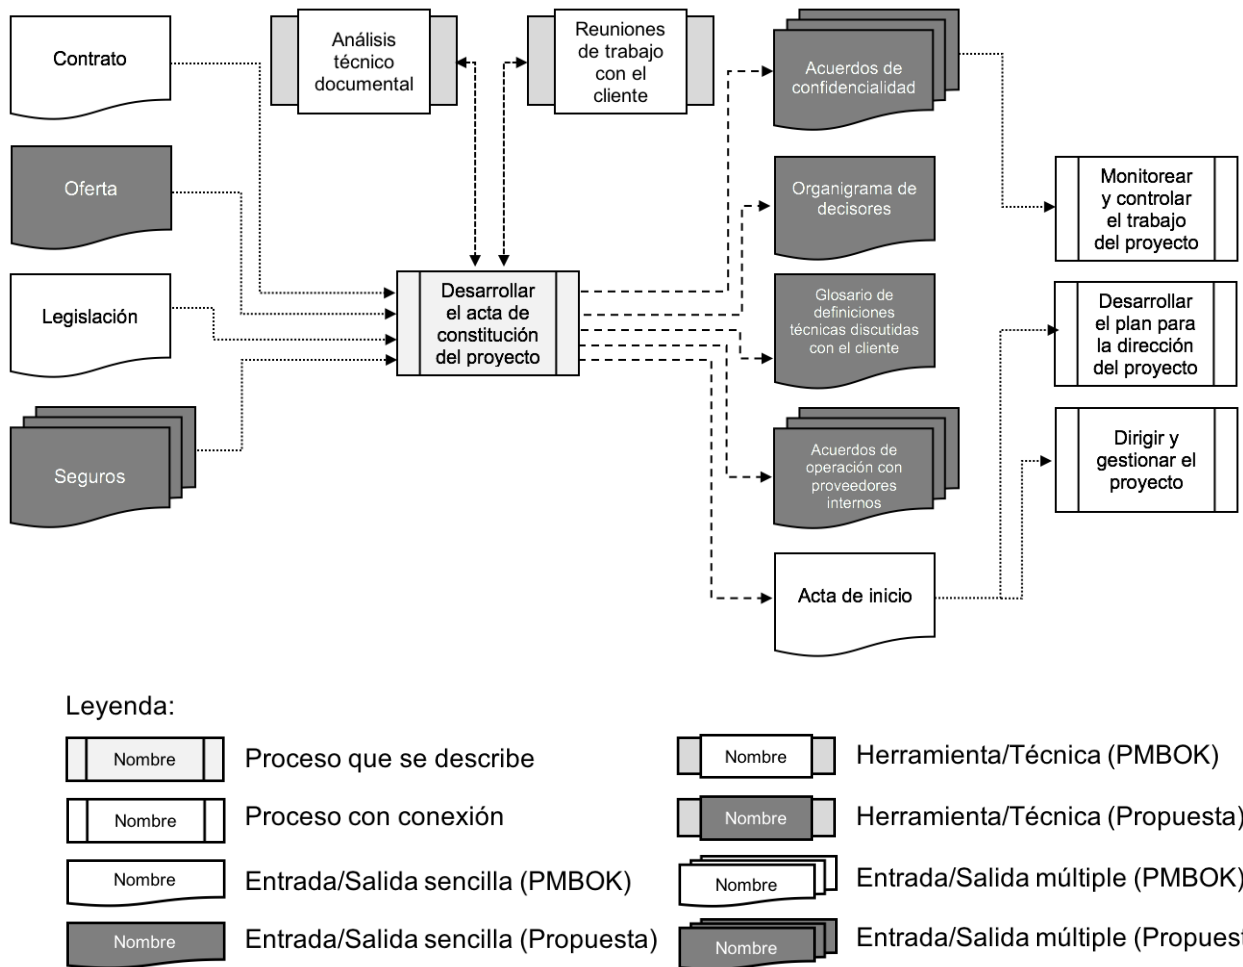 Contrato
Análisis
técnico
documental
Reuniones
de trabajo
con el
cliente
Acuerdos de
confidencialidad
Oferta
Organigrama de
decisores
Monitorear
y controlar
el trabajo
del proyecto
Legislación
Desarrollar
el acta de
constitución
del proyecto
Glosario de
definiciones
técnicas discutidas
con el cliente
Desarrollar
el plan para
la dirección
del proyecto
Seguros
Acuerdos de
operación con
proveedores
internos
Dirigir y
gestionar el
proyecto
Acta de inicio
Leyenda:
Nombre
Proceso que se describe
Nombre
Herramienta/Técnica (PMBOK)
Nombre
Proceso con conexión
Nombre
Herramienta/Técnica (Propuesta)
Nombre
Entrada/Salida sencilla (PMBOK)
Nombre
Entrada/Salida múltiple (PMBOK)
Nombre
Entrada/Salida sencilla (Propuesta)
Nombre
Entrada/Salida múltiple (Propuest